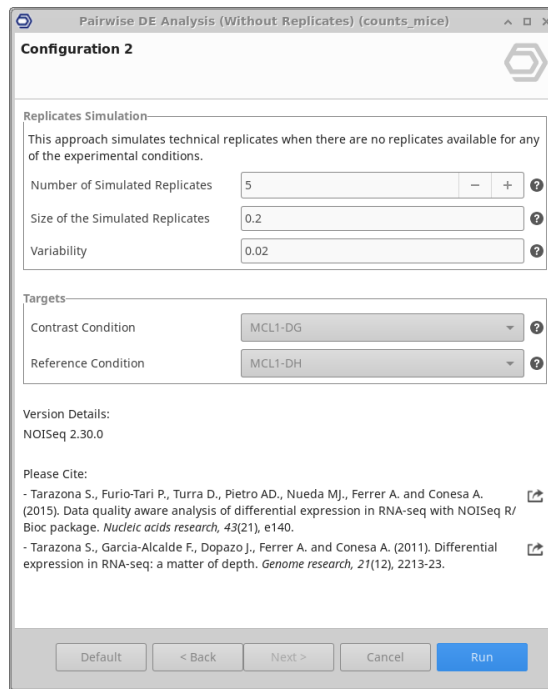 Pairwise DE Analysis (Without Replicates) (counts_mice)
Configuration 2
Replicates Simulation
This approach simulates technical replicates when there are no replicates available for any
of the experimental conditions.
Number of Simulated Replicates 5 − +
Size of the Simulated Replicates 0.2
Variability 0.02
Targets
Contrast Condition MCL1-DG
Reference Condition MCL1-DH
Version Details:
NOISeq 2.30.0
Please Cite:
- Tarazona S., Furio-Tari P., Turra D., Pietro AD., Nueda MJ., Ferrer A. and Conesa A.
(2015). Data quality aware analysis of differential expression in RNA-seq with NOISeq R/
Bioc package. Nucleic acids research, 43(21), e140.
- Tarazona S., Garcia-Alcalde F., Dopazo J., Ferrer A. and Conesa A. (2011). Differential
expression in RNA-seq: a matter of depth. Genome research, 21(12), 2213-23.
Default < Back Next > Cancel Run